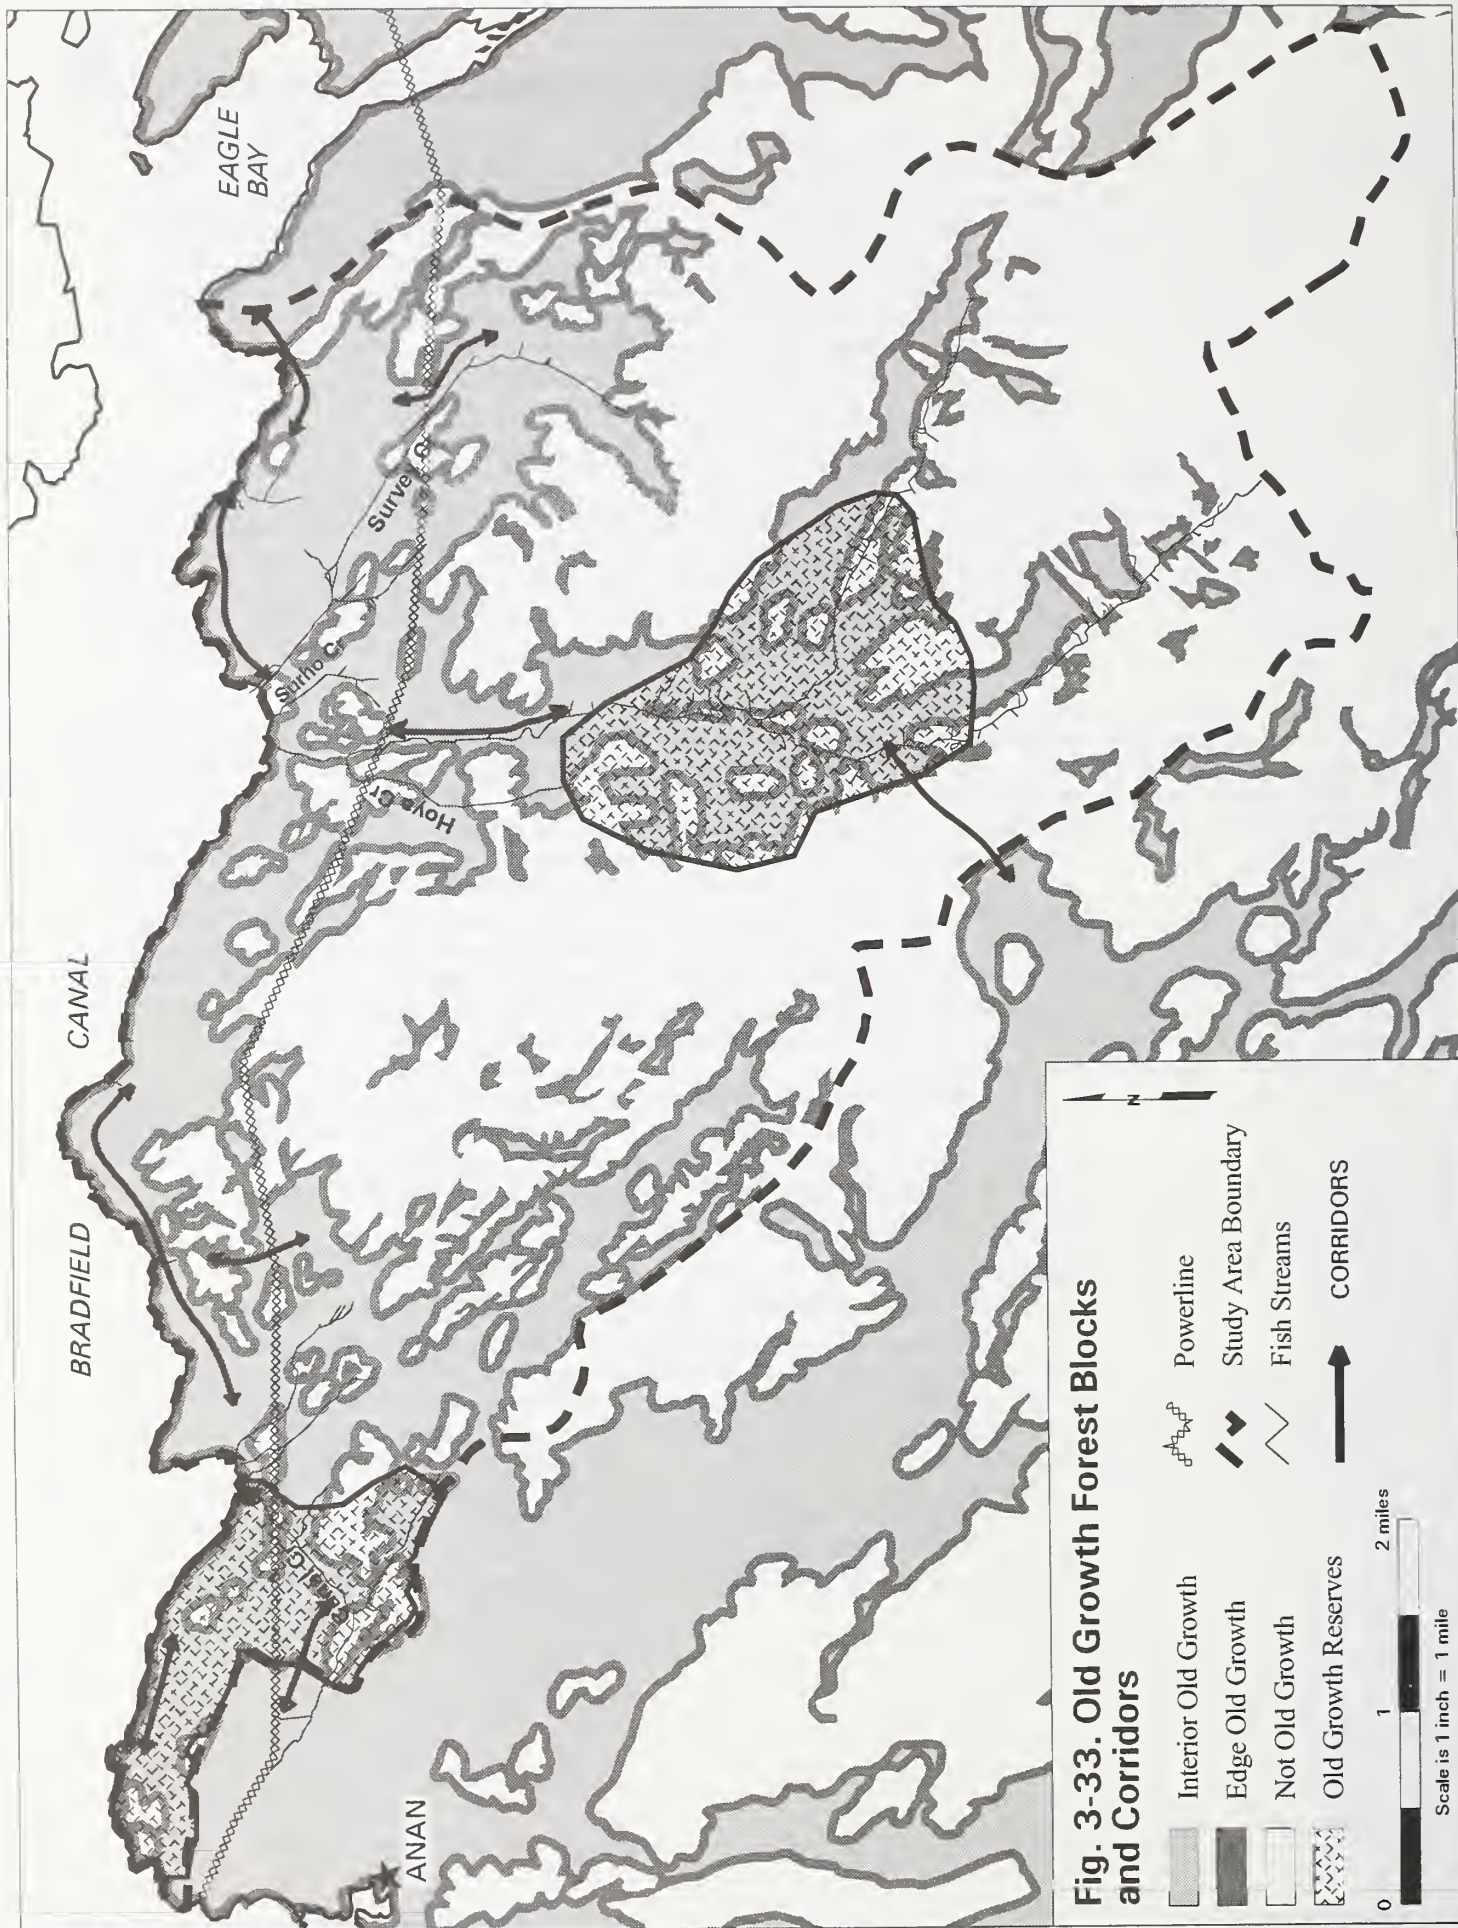 EAGLE
BAY
CANAL
BRADFIELD
Survey C
Surho Cr
Hoya Cr
ANAN
Fig. 3-33. Old Growth Forest Blocks
and Corridors
Interior Old Growth
Edge Old Growth
Not Old Growth
Old Growth Reserves
Powerline
Study Area Boundary
Fish Streams
CORRIDORS
N
0 1 2 miles
Scale is 1 inch = 1 mile